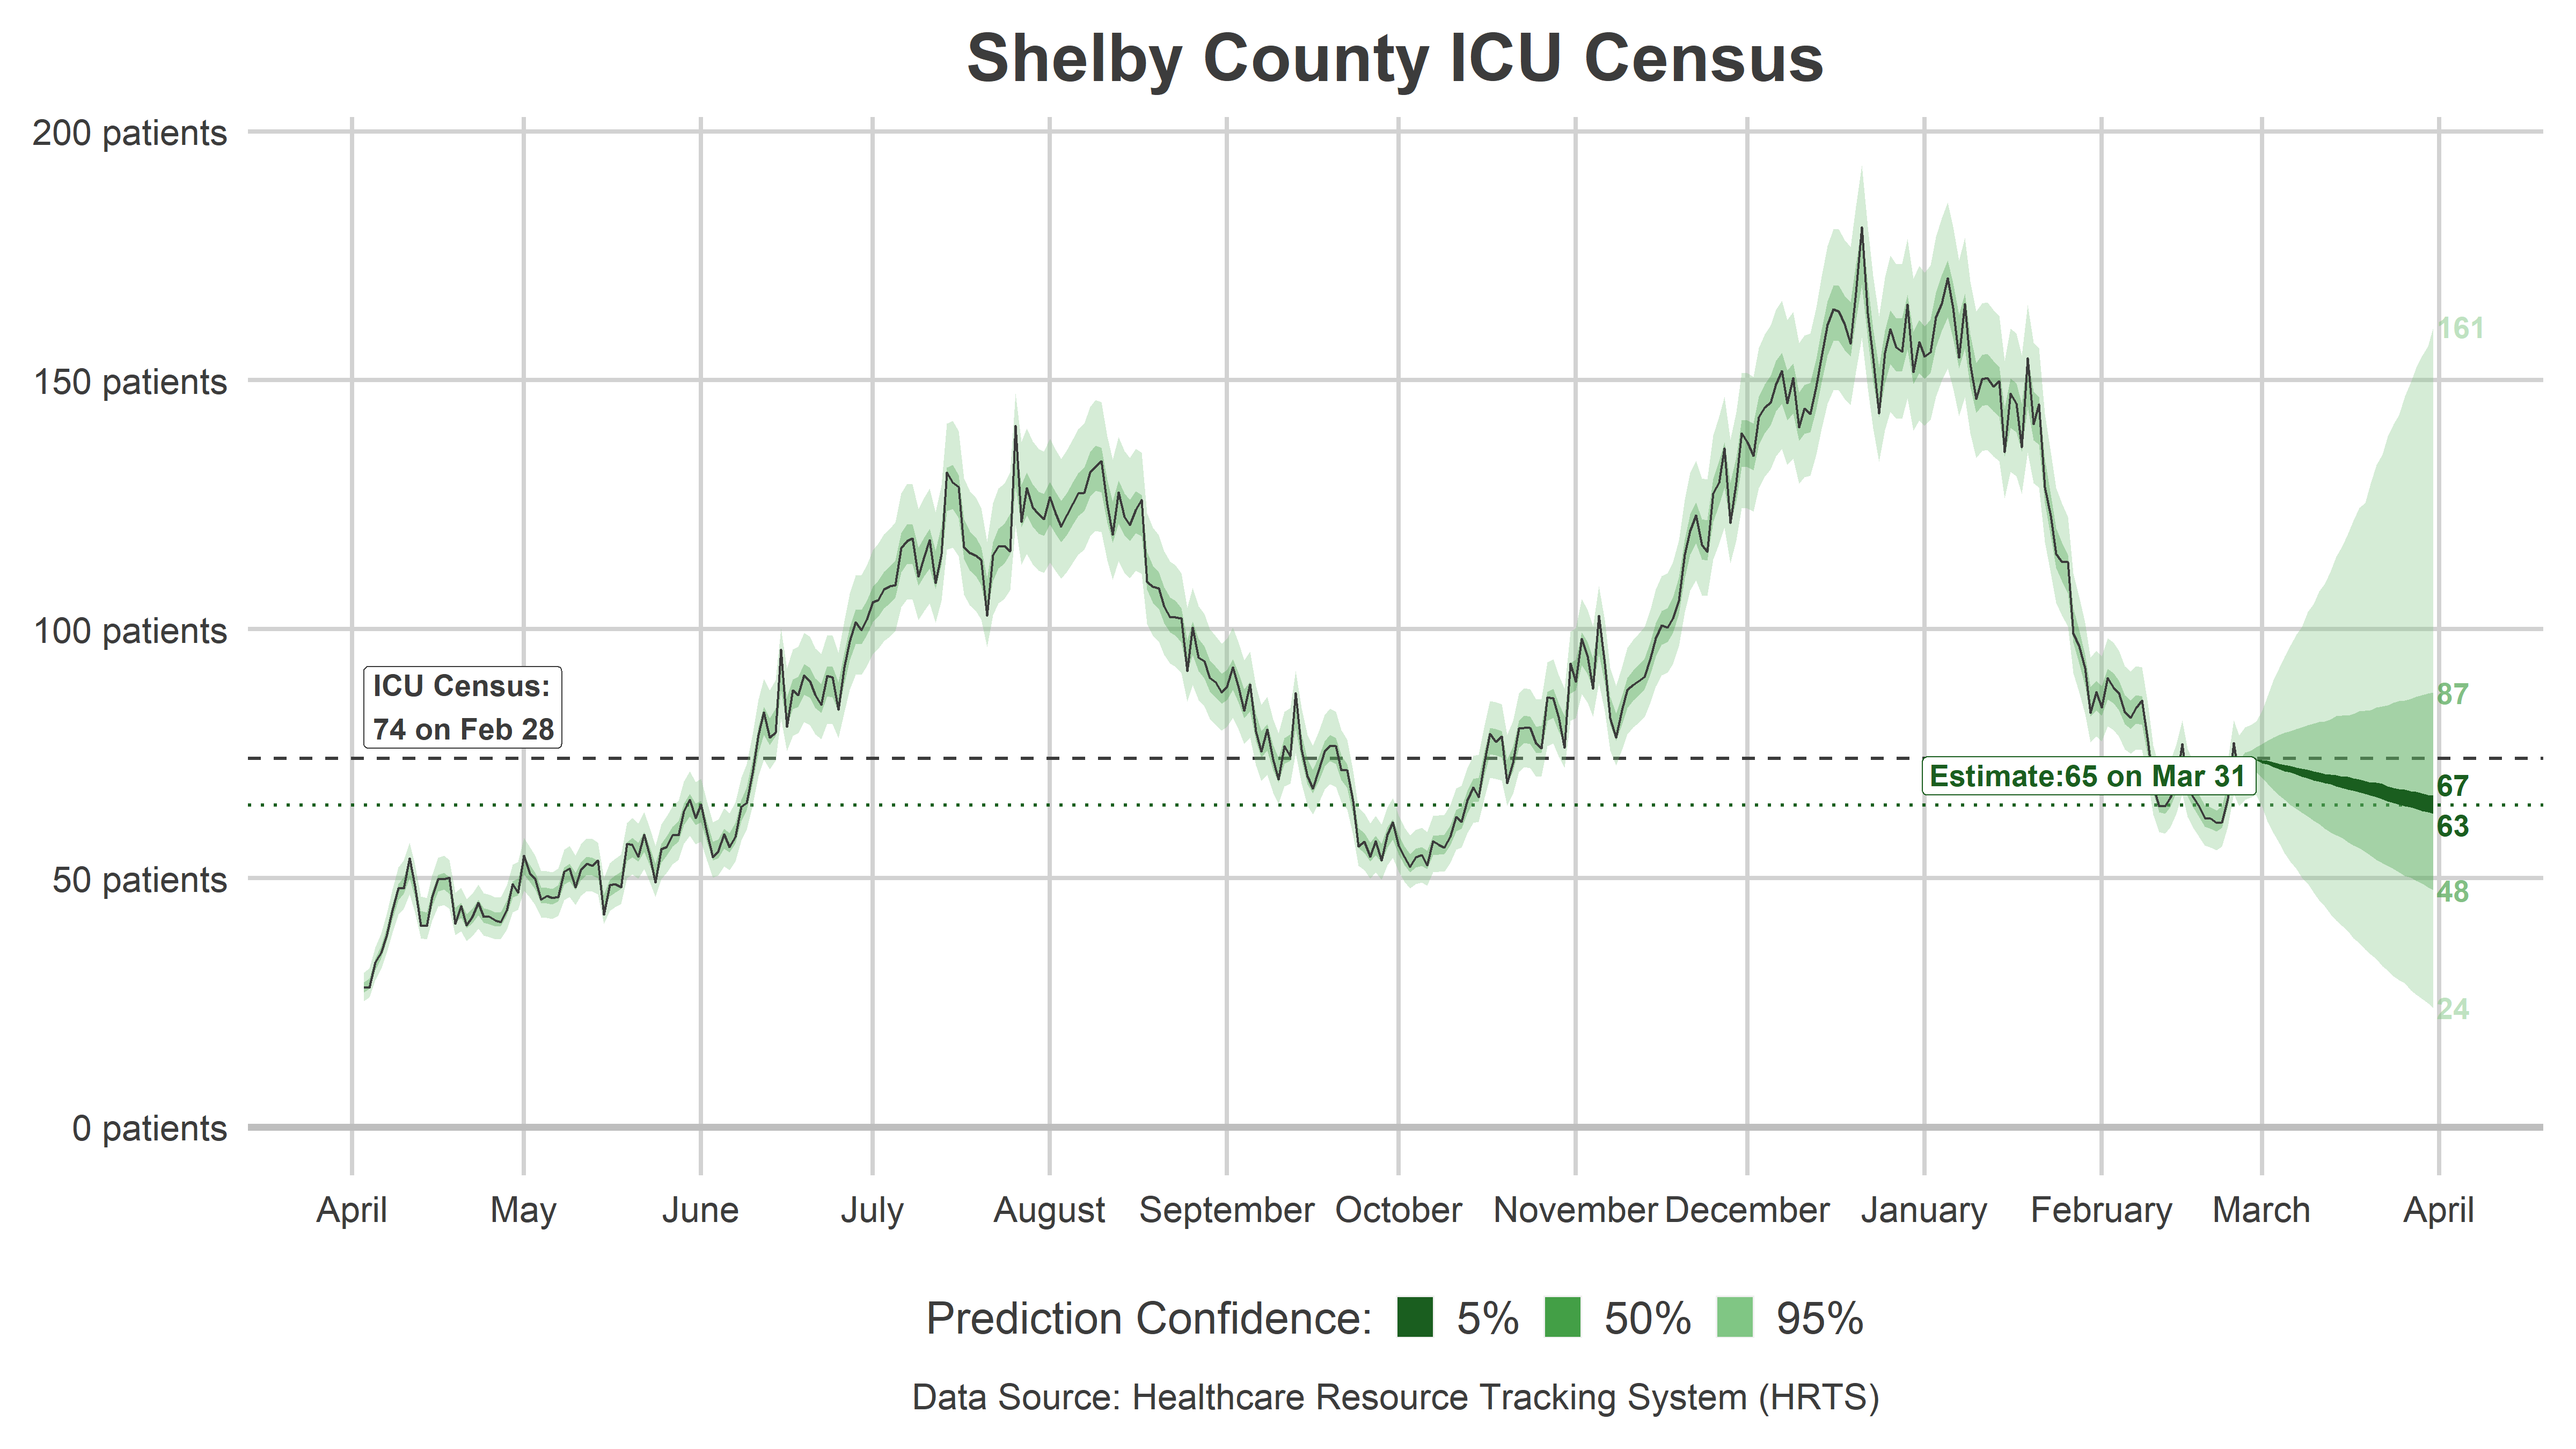 Shelby County ICU Census
200 patients
150 patients
100 patients
50 patients
0 patients
ICU Census:
74 on Feb 28
Estimate:65 on Mar 31
161
87
67
63
48
24
April May June July August September October November December January February March April
Prediction Confidence: 5% 50% 95%
Data Source: Healthcare Resource Tracking System (HRTS)